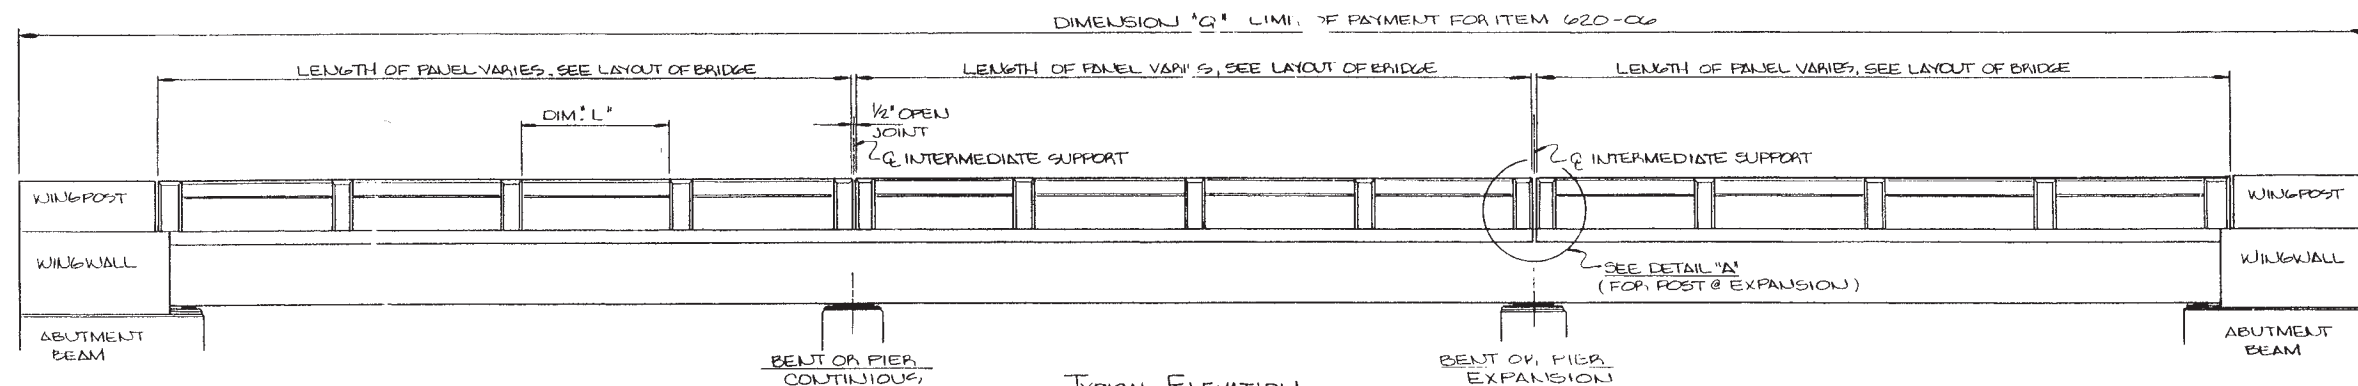 DIMENSION "G" LIMI OF PAYMENT FOR ITEM 620-06
LENGTH OF PANEL VARIES, SEE LAYOUT OF BRIDGE
LENGTH OF PANEL VARI S, SEE LAYOUT OF BRIDGE
LENGTH OF PANEL VARIES, SEE LAYOUT OF BRIDGE
DIM. "L"
1/2" OPEN
JOINT
℄ INTERMEDIATE SUPPORT
℄ INTERMEDIATE SUPPORT
WINGPOST
WINGPOST
WINGWALL
WINGWALL
SEE DETAIL "A"
(FOR POST @ EXPANSION)
ABUTMENT
BEAM
ABUTMENT
BEAM
BENT OR PIER
CONTINIOUS
BENT OR PIER
EXPANSION
TYPICAL ELEVATION